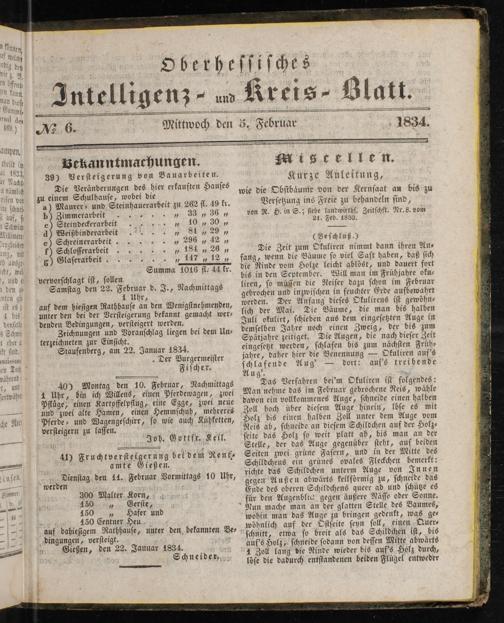 Oberhessisches
Intelligenz- und Kreis-Blatt.
№ 6. Mittwoch den 5. Februar 1834.
Bekanntmachungen.
39) Versteigerung von Bauarbeiten.
Die Veränderungen des hier erkauften Hauses
zu einem Schulhause, wobei die
a) Maurer- und Steinhauerarbeit zu 262 fl. 49 kr.
b) Zimmerarbeit . . . . . „ 33 „ 36 „
c) Steindeckerarbeit . . . . „ 10 „ 30 „
d) Weißbinderarbeit . . . . „ 81 „ 29 „
e) Schreinerarbeit . . . . . „ 296 „ 42 „
f) Schlosserarbeit . . . . . „ 184 „ 26 „
g) Glaserarbeit . . . . . . „ 147 „ 12 „
Summa 1016 fl. 44 kr.
vorveranschlagt ist, sollen
Samstag den 22. Februar d. J., Nachmittags
1 Uhr,
auf dem hiesigen Rathhause an den Wenigstnehmenden,
unter den bei der Versteigerung bekannt gemacht wer-
denden Bedingungen, versteigert werden.
Zeichnungen und Voranschlag liegen bei dem Un-
terzeichneten zur Einsicht.
Staufenberg, am 22. Januar 1834.
Der Burgermeister
Fischer.
40) Montag den 10. Februar, Nachmittags
1 Uhr, bin ich Willens, einen Pferdewagen, zwei
Pflüge, einen Kartoffelpflug, eine Egge, zwei neue
und zwei alte Hamen, einen Hemmschuh, mehreres
Pferde- und Wagengeschirr, so wie auch Kuhketten,
versteigern zu lassen.
Joh. Gottfr. Keil.
41) Fruchtversteigerung bei dem Rent-
amte Gießen.
Dienstag den 11. Februar Vormittags 10 Uhr,
werden
300 Malter Korn,
150 „ Gerste,
150 „ Hafer und
150 Centner Heu
auf dahiesigem Rathhause, unter den bekannten Be-
dingungen, versteigt.
Gießen, den 22. Januar 1834.
Schneider.
Miscellen.
Kurze Anleitung,
wie die Obstbäume von der Kernsaat an bis zu
Versetzung ins Freie zu behandeln sind,
von R. H. in S.; siehe landwirthsch. Zeitschft. Nr. 8. vom
21. Feb. 1832.
(Beschluß.)
Die Zeit zum Okuliren nimmt dann ihren An-
fang, wenn die Bäume so viel Saft haben, daß sich
die Rinde vom Holze leicht ablöst, und dauert fort
bis in den September. Will man im Frühjahre oku-
liren, so müssen die Reiser dazu schon im Februar
gebrochen und inzwischen in feuchter Erde aufbewahrt
werden. Der Anfang dieses Okulirens ist gewöhn-
lich der Mai. Die Bäume, die man bis halben
Juli okulirt, schieben aus dem eingesetzten Auge in
demselben Jahre noch einen Zweig, der bis zum
Spätjahre zeitiget. Die Augen, die nach dieser Zeit
eingesetzt werden, schlafen bis zum nächsten Früh-
jahre, daher hier die Benennung — Okuliren auf's
schlafende Aug' — dort: auf's treibende
Aug'.
Das Verfahren beim Okuliren ist folgendes:
Man nehme das im Februar gebrochene Reis, wähle
davon ein vollkommenes Auge, schneide einen halben
Zoll hoch über diesem Auge hinein, löse es mit
Holz bis einen halben Zoll unter dem Auge vom
Reis ab, schneide an diesem Schildchen auf der Holz-
seite das Holz so weit platt ab, bis man an der
Stelle, der das Auge gegenüber steht, auf beiden
Seiten zwei grüne Fasern, und in der Mitte des
Schildchens ein grünes ovales Fleckchen bemerkt;
richte das Schildchen unterm Auge von Innen
gegen Außen abwärts keilförmig zu, schneide das
Ende des oberen Schildchens quer ab und schütze es
für den Augenblick gegen äußere Nässe oder Sonne.
Nun mache man an der glatten Stelle des Baumes,
wohin man das Auge zu bringen gedenkt, was ge-
wöhnlich auf der Ostseite seyn soll, einen Quer-
schnitt, etwa so breit als das Schildchen ist, bis
auf's Holz, schneide sodann von dessen Mitte abwärts
1 Zoll lang die Rinde wieder bis auf's Holz durch,
löse die dadurch entstandenen beiden Flügel entweder